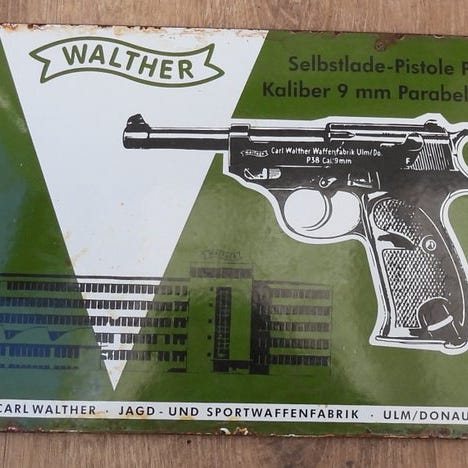 WALTHER
Selbstlade-Pistole P
Kaliber 9 mm Parabel
Carl Walther Waffenfabrik Ulm/Do.
P38 Cal.9mm
F
CARL WALTHER · JAGD - UND SPORTWAFFENFABRIK · ULM/DONAU